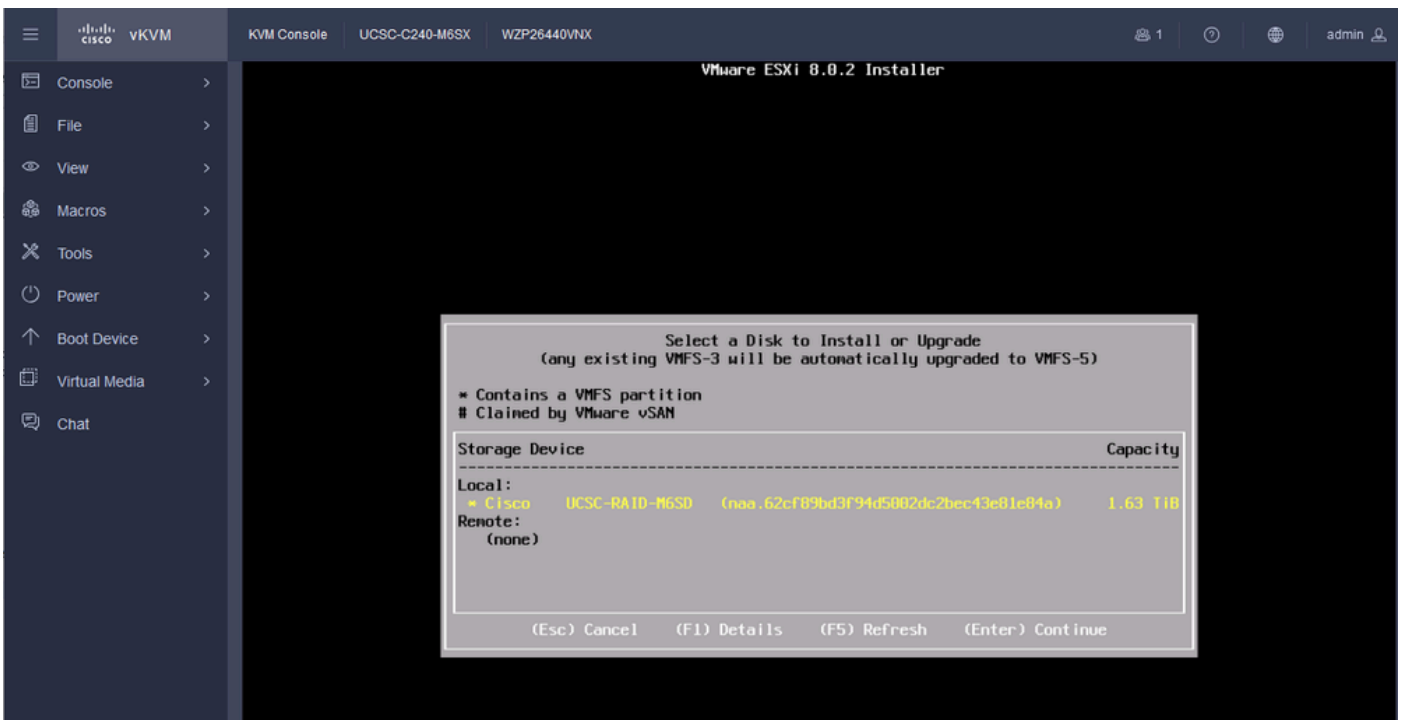 CISCO vKVM KVM Console UCSC-C240-M6SX WZP26440VNX 1 admin
Console
File
View
Macros
Tools
Power
Boot Device
Virtual Media
Chat
VMware ESXi 8.0.2 Installer
Select a Disk to Install or Upgrade
(any existing VMFS-3 will be automatically upgraded to VMFS-5)
* Contains a VMFS partition
# Claimed by VMware vSAN
Storage Device Capacity
Local:
* Cisco UCSC-RAID-M6SD (naa.62cf89bd3f94d5002dc2bec43e81e84a) 1.63 TiB
Remote:
(none)
(Esc) Cancel (F1) Details (F5) Refresh (Enter) Continue